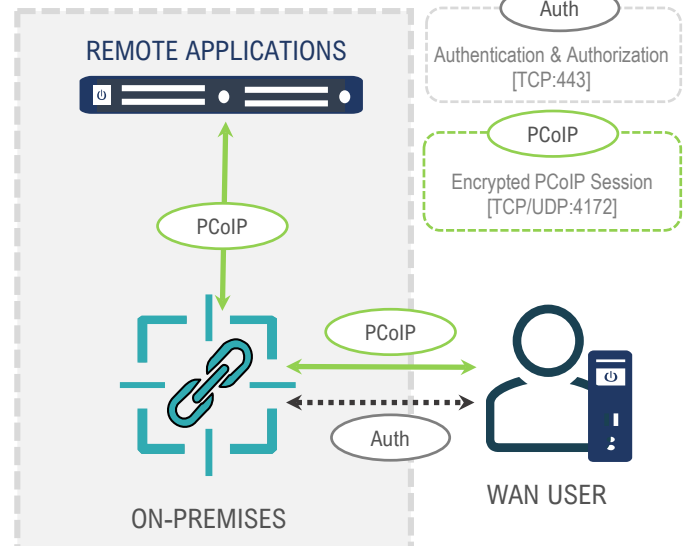 REMOTE APPLICATIONS
Auth
Authentication & Authorization
[TCP:443]
PCoIP
Encrypted PCoIP Session
[TCP/UDP:4172]
PCoIP
PCoIP
Auth
ON-PREMISES
WAN USER